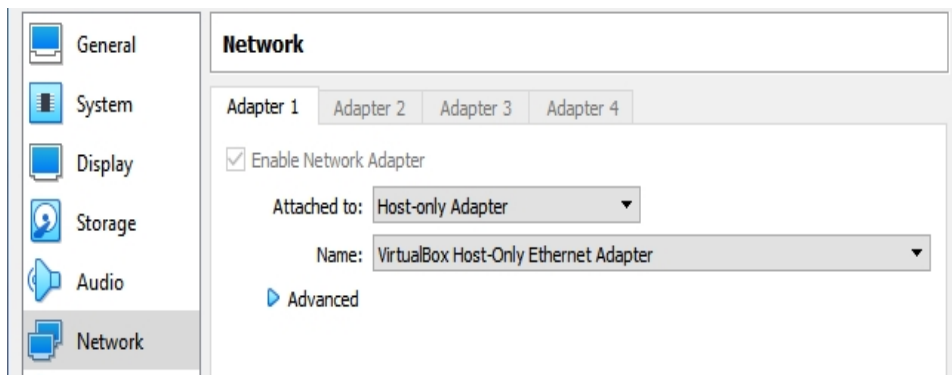 General
System
Display
Storage
Audio
Network
Network
Adapter 1 Adapter 2 Adapter 3 Adapter 4
Enable Network Adapter
Attached to: Host-only Adapter
Name: VirtualBox Host-Only Ethernet Adapter
Advanced